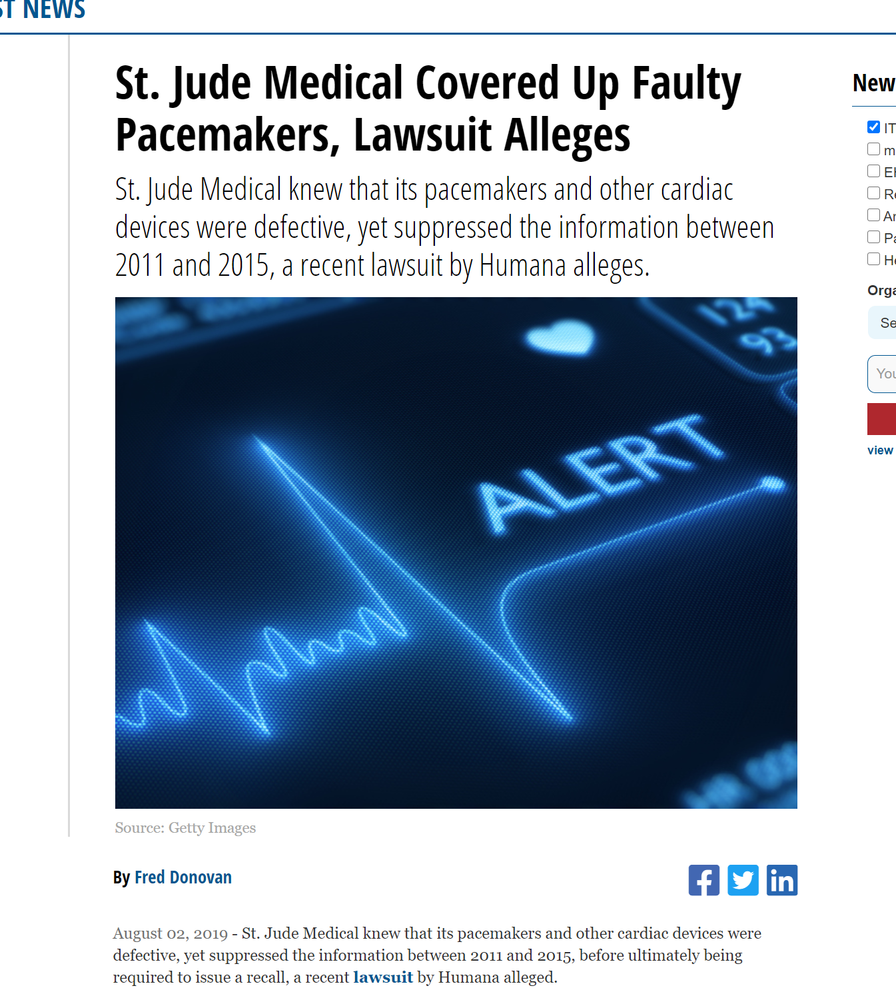 ST NEWS
St. Jude Medical Covered Up Faulty
Pacemakers, Lawsuit Alleges
St. Jude Medical knew that its pacemakers and other cardiac
devices were defective, yet suppressed the information between
2011 and 2015, a recent lawsuit by Humana alleges.
124
93
ALERT
Source: Getty Images
By Fred Donovan
August 02, 2019 - St. Jude Medical knew that its pacemakers and other cardiac devices were
defective, yet suppressed the information between 2011 and 2015, before ultimately being
required to issue a recall, a recent lawsuit by Humana alleged.
New
IT
m
Re
An
Pa
He
Orga
Se
You
view